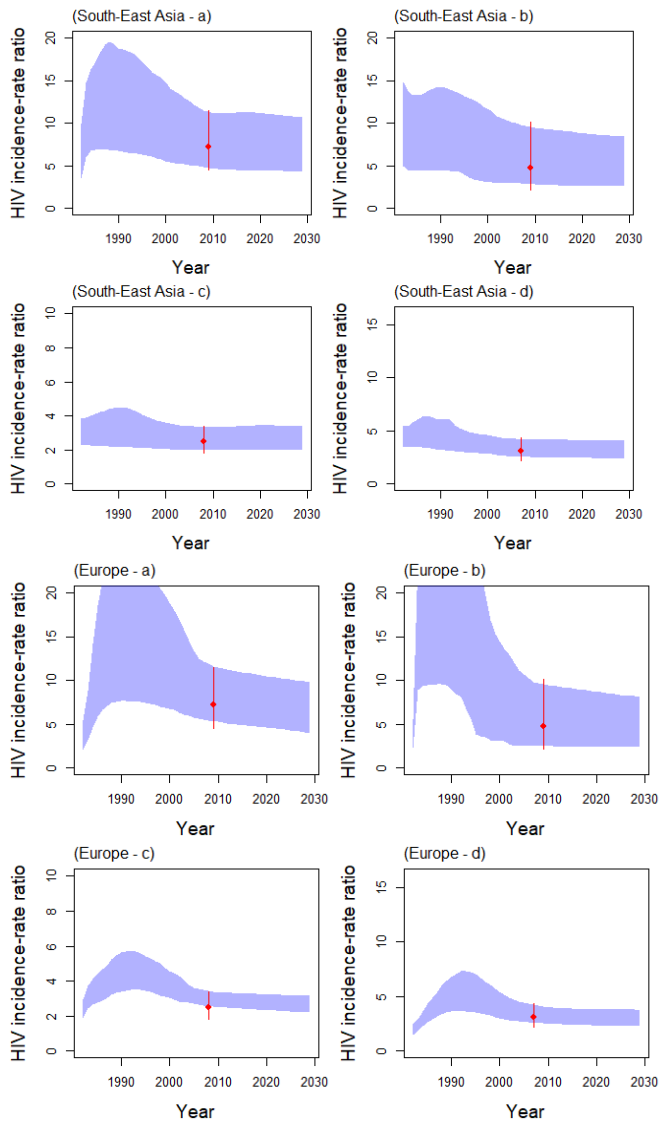 (South-East Asia - a)
HIV incidence-rate ratio
20
15
10
5
0
1990 2000 2010 2020 2030
Year
(South-East Asia - b)
HIV incidence-rate ratio
20
15
10
5
0
1990 2000 2010 2020 2030
Year
(South-East Asia - c)
HIV incidence-rate ratio
10
8
6
4
2
0
1990 2000 2010 2020 2030
Year
(South-East Asia - d)
HIV incidence-rate ratio
15
10
5
0
1990 2000 2010 2020 2030
Year
(Europe - a)
HIV incidence-rate ratio
20
15
10
5
0
1990 2000 2010 2020 2030
Year
(Europe - b)
HIV incidence-rate ratio
20
15
10
5
0
1990 2000 2010 2020 2030
Year
(Europe - c)
HIV incidence-rate ratio
10
8
6
4
2
0
1990 2000 2010 2020 2030
Year
(Europe - d)
HIV incidence-rate ratio
15
10
5
0
1990 2000 2010 2020 2030
Year